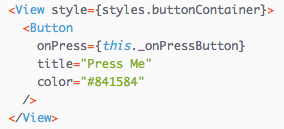 <View style={styles.buttonContainer}>
  <Button
    onPress={this._onPressButton}
    title="Press Me"
    color="#841584"
  />
</View>